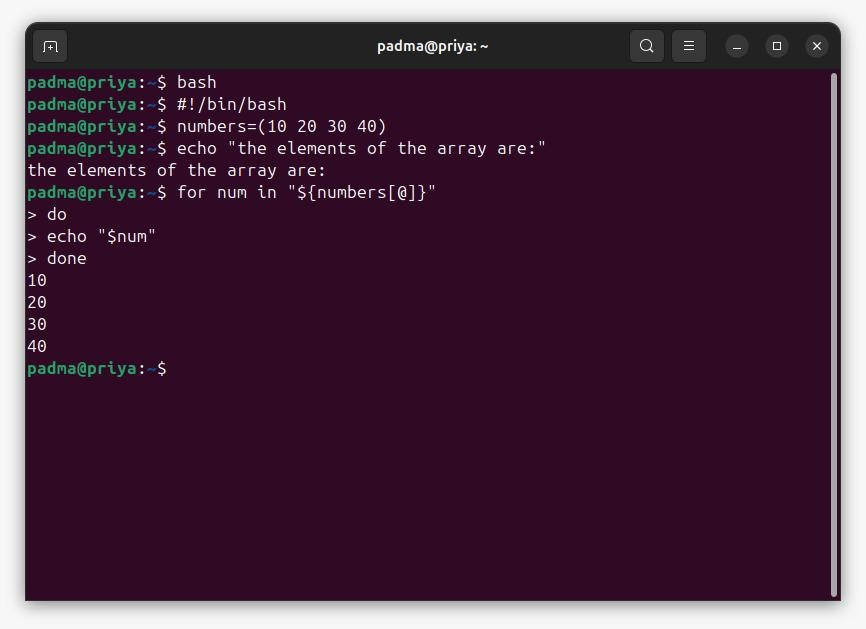 padma@priya: ~
padma@priya:~$ bash
padma@priya:~$ #!/bin/bash
padma@priya:~$ numbers=(10 20 30 40)
padma@priya:~$ echo "the elements of the array are:"
the elements of the array are:
padma@priya:~$ for num in "${numbers[@]}"
> do
> echo "$num"
> done
10
20
30
40
padma@priya:~$